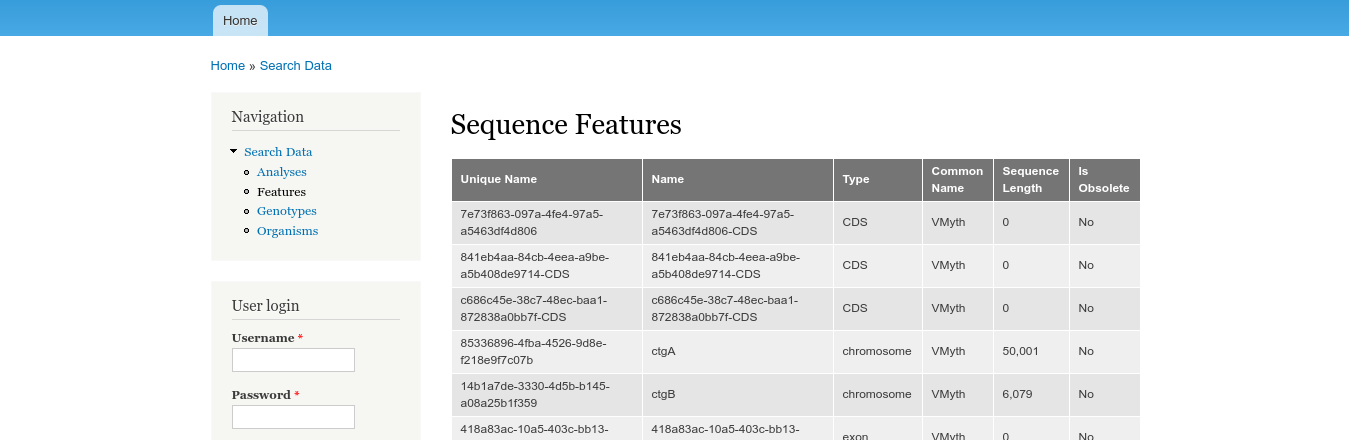 Home
Home » Search Data
Navigation
Search Data
Analyses
Features
Genotypes
Organisms
User login
Username *
Password *
Sequence Features
Unique Name Name Type Common Name Sequence Length Is Obsolete
7e73f863-097a-4fe4-97a5- 7e73f863-097a-4fe4-97a5-
a5463df4d806 a5463df4d806-CDS CDS VMyth 0 No
841eb4aa-84cb-4eea-a9be- 841eb4aa-84cb-4eea-a9be-
a5b408de9714-CDS a5b408de9714-CDS CDS VMyth 0 No
c686c45e-38c7-48ec-baa1- c686c45e-38c7-48ec-baa1-
872838a0bb7f-CDS 872838a0bb7f-CDS CDS VMyth 0 No
85336896-4fba-4526-9d8e-
f218e9f7c07b ctgA chromosome VMyth 50,001 No
14b1a7de-3330-4d5b-b145-
a08a25b1f359 ctgB chromosome VMyth 6,079 No
418a83ac-10a5-403c-bb13- 418a83ac-10a5-403c-bb13-
exon VMyth 0 No